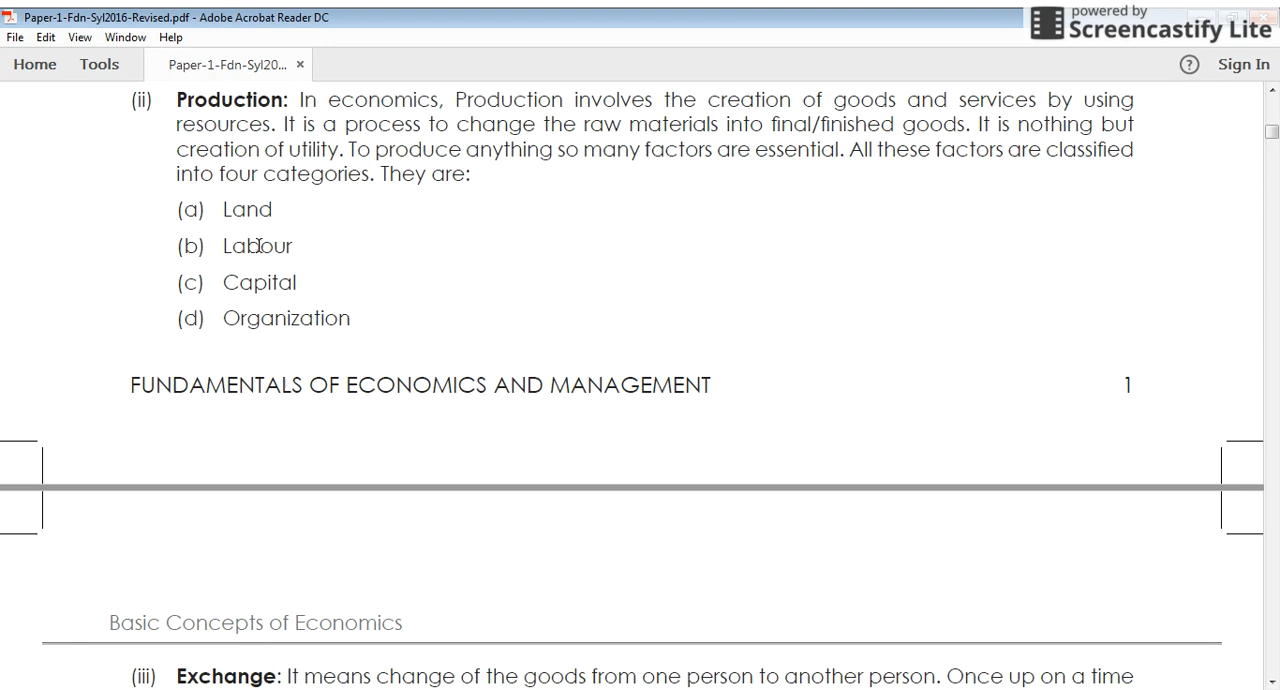 Paper-1-Fdn-Syl2016-Revised.pdf - Adobe Acrobat Reader DC
powered by
Screencastify Lite
File Edit View Window Help
Home Tools Paper-1-Fdn-Syl20... × ? Sign In
(ii) Production: In economics, Production involves the creation of goods and services by using
resources. It is a process to change the raw materials into final/finished goods. It is nothing but
creation of utility. To produce anything so many factors are essential. All these factors are classified
into four categories. They are:
(a) Land
(b) Labour
(c) Capital
(d) Organization
FUNDAMENTALS OF ECONOMICS AND MANAGEMENT 1
Basic Concepts of Economics
(iii) Exchange: It means change of the goods from one person to another person. Once up on a time